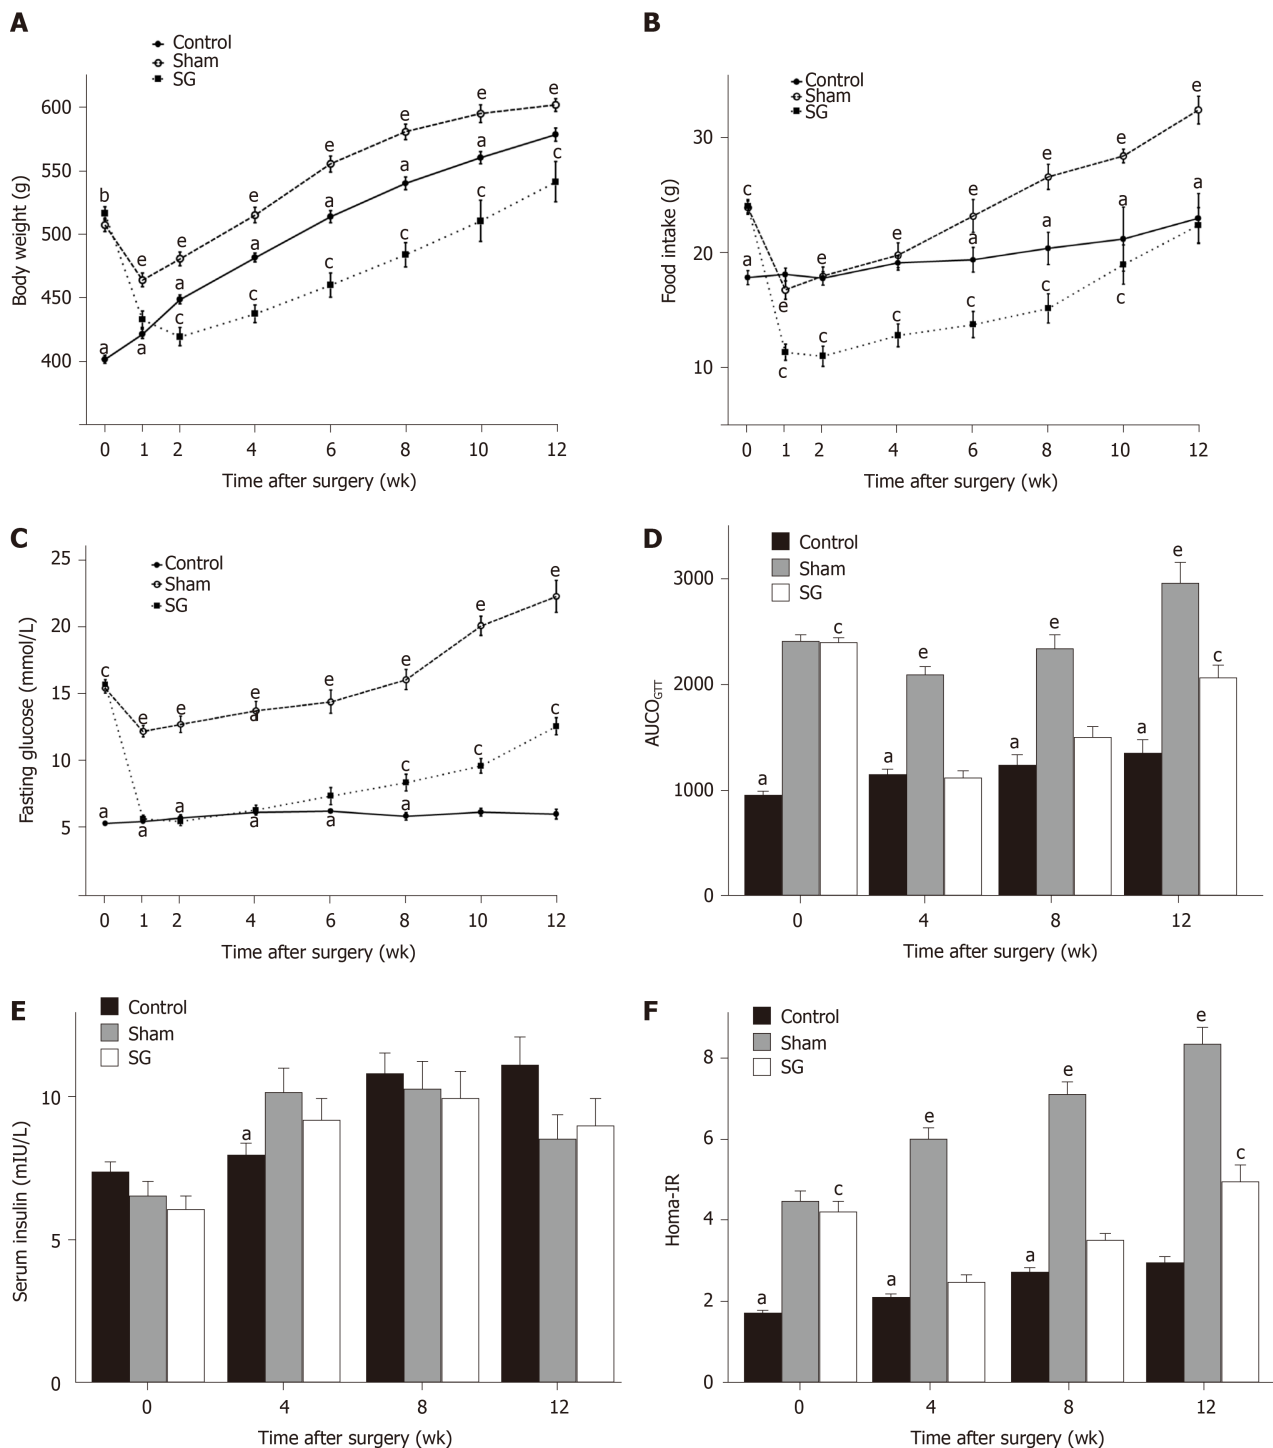 A
Control
Sham
SG
Body weight (g)
600
550
500
450
400
b
a
e
a
e
a
c
e
a
c
e
a
c
e
a
c
e
a
c
e
c
0 1 2 4 6 8 10 12
Time after surgery (wk)
B
Control
Sham
SG
Food intake (g)
30
20
10
c
a
e
c
e
c
e
c
e
a
c
e
a
c
e
a
c
e
a
0 1 2 4 6 8 10 12
Time after surgery (wk)
C
Control
Sham
SG
Fasting glucose (mmol/L)
25
20
15
10
5
c
a
e
a
e
a
e
a
e
a
e
c
a
e
c
e
c
0 1 2 4 6 8 10 12
Time after surgery (wk)
D
Control
Sham
SG
AUCO_GTT
3000
2000
1000
0
a
c
a
e
a
e
a
e
c
0 4 8 12
Time after surgery (wk)
E
Control
Sham
SG
Serum insulin (mIU/L)
10
5
0
a
0 4 8 12
Time after surgery (wk)
F
Control
Sham
SG
Homa-IR
8
6
4
2
0
a
c
a
e
a
e
e
c
0 4 8 12
Time after surgery (wk)